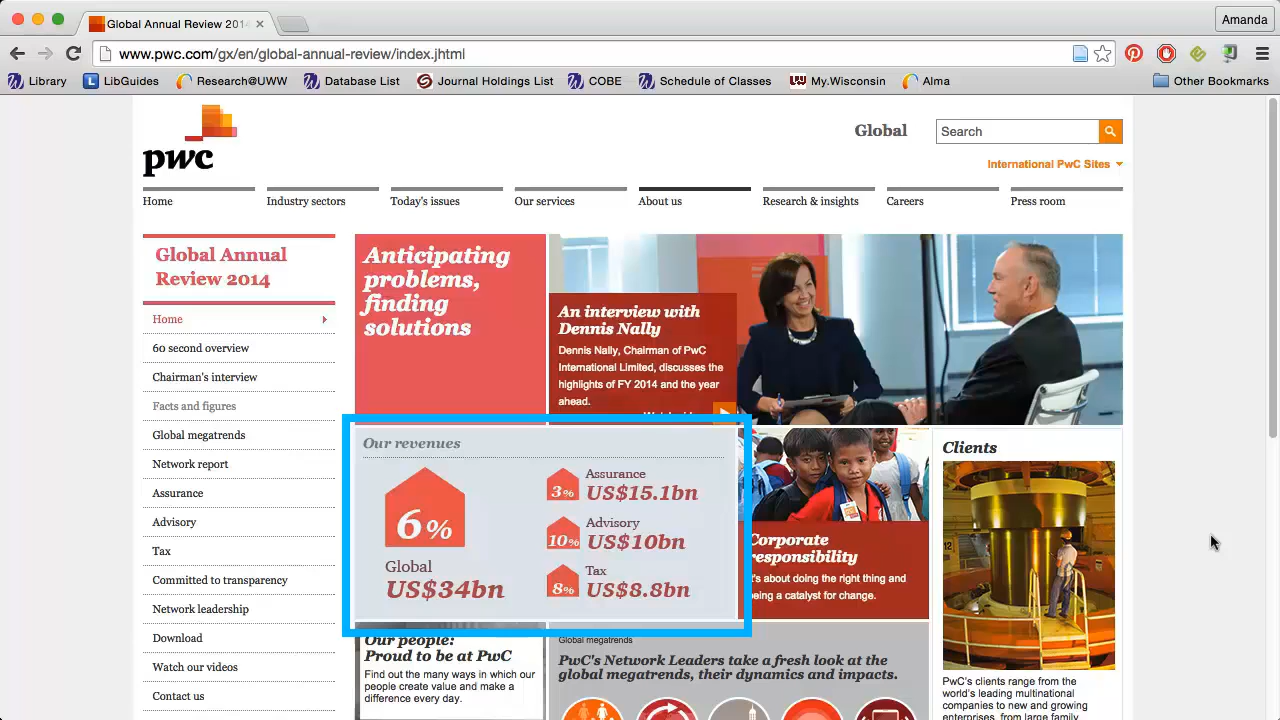 Global Annual Review 2014
Amanda
www.pwc.com/gx/en/global-annual-review/index.jhtml
Library
LibGuides
Research@UWW
Database List
Journal Holdings List
COBE
Schedule of Classes
My.Wisconsin
Alma
Other Bookmarks
pwc
Global
Search
International PwC Sites
Home
Industry sectors
Today's issues
Our services
About us
Research & insights
Careers
Press room
Global Annual
Review 2014
Home
60 second overview
Chairman's interview
Facts and figures
Global megatrends
Network report
Assurance
Advisory
Tax
Committed to transparency
Network leadership
Download
Watch our videos
Contact us
Anticipating
problems,
finding
solutions
An interview with
Dennis Nally
Dennis Nally, Chairman of PwC
International Limited, discusses the
highlights of FY 2014 and the year
ahead.
Our revenues
6%
Global
US$34bn
3%
Assurance
US$15.1bn
10%
Advisory
US$10bn
8%
Tax
US$8.8bn
Corporate
responsibility
It's about doing the right thing and
being a catalyst for change.
Clients
PwC's clients range from the
world's leading multinational
companies to new and growing
enterprises, from large family
Our people:
Proud to be at PwC
Find out the many ways in which our
people create value and make a
difference every day.
Global megatrends
PwC's Network Leaders take a fresh look at the
global megatrends, their dynamics and impacts.